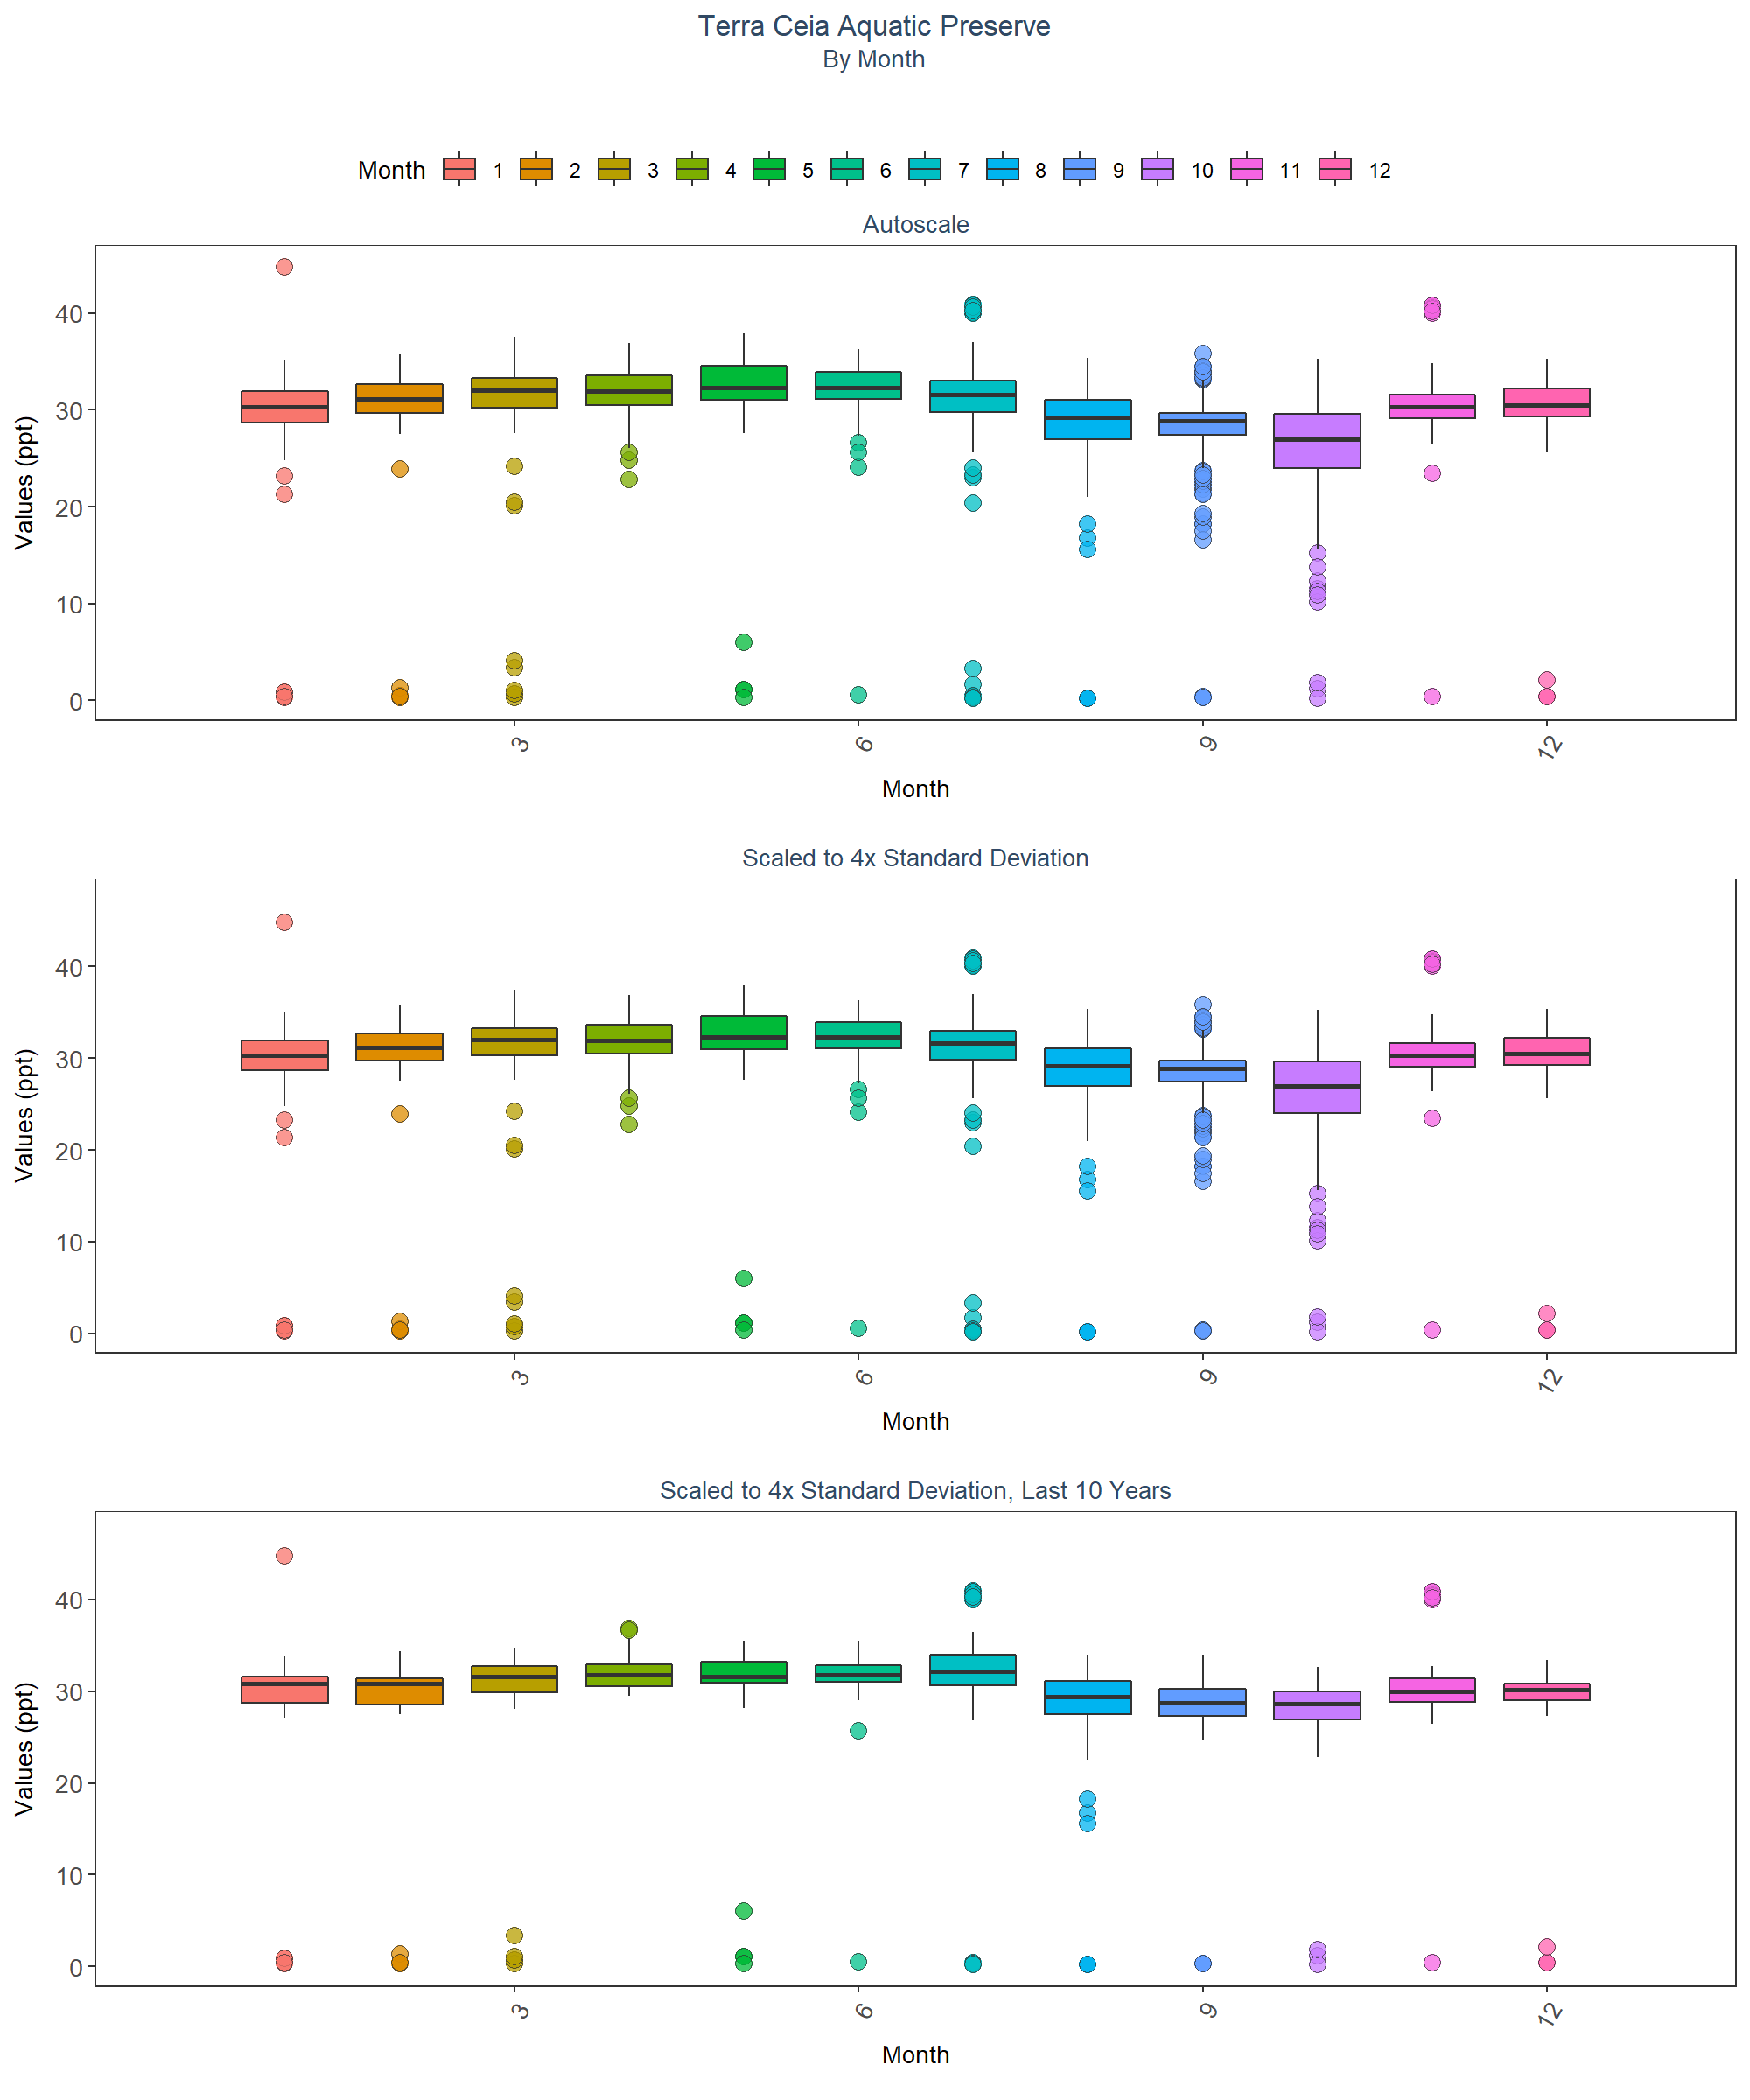 Terra Ceia Aquatic Preserve
By Month
Month 1 2 3 4 5 6 7 8 9 10 11 12
Autoscale
Values (ppt)
40
30
20
10
0
3 6 9 12
Month
Scaled to 4x Standard Deviation
Values (ppt)
40
30
20
10
0
3 6 9 12
Month
Scaled to 4x Standard Deviation, Last 10 Years
Values (ppt)
40
30
20
10
0
3 6 9 12
Month